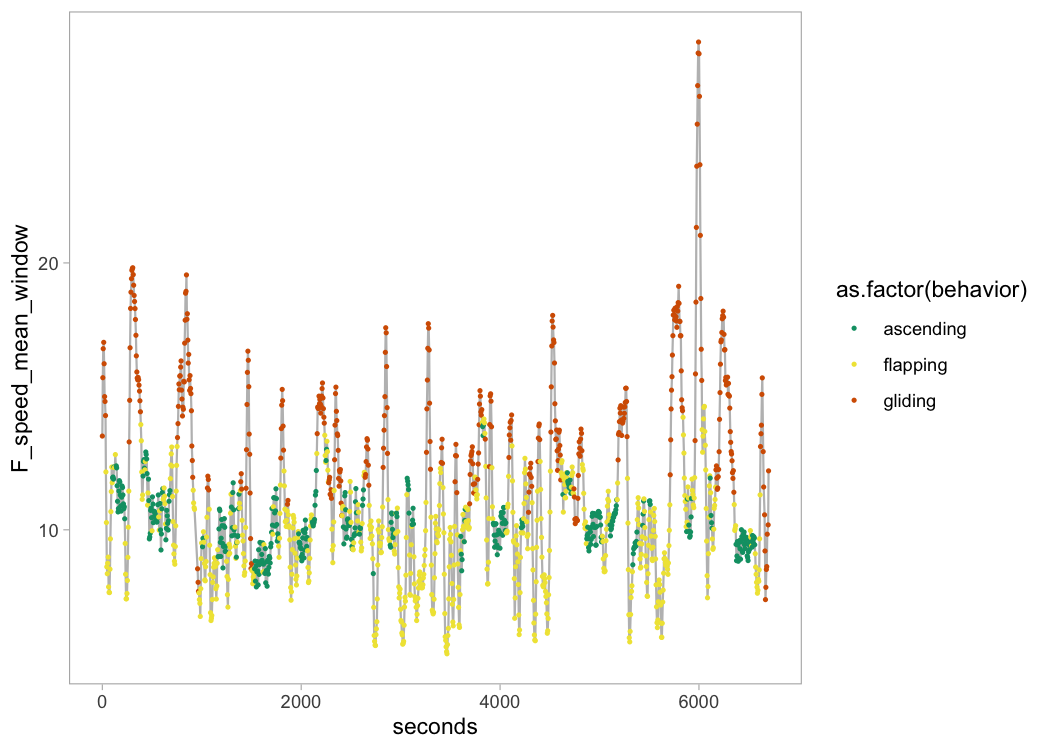 F_speed_mean_window
20
10
0
2000
4000
6000
seconds
as.factor(behavior)
ascending
flapping
gliding